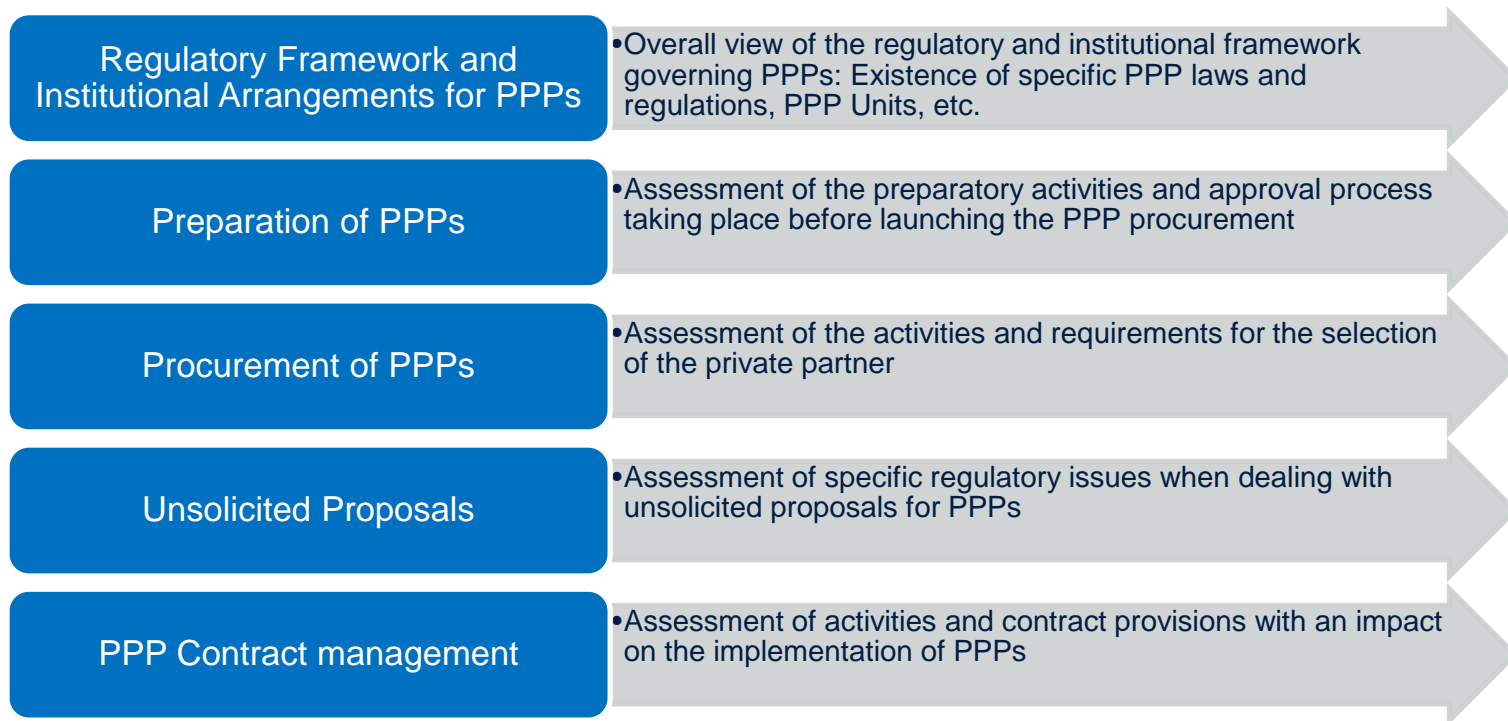 Regulatory Framework and
Institutional Arrangements for PPPs
•Overall view of the regulatory and institutional framework
governing PPPs: Existence of specific PPP laws and
regulations, PPP Units, etc.
Preparation of PPPs
•Assessment of the preparatory activities and approval process
taking place before launching the PPP procurement
Procurement of PPPs
•Assessment of the activities and requirements for the selection
of the private partner
Unsolicited Proposals
•Assessment of specific regulatory issues when dealing with
unsolicited proposals for PPPs
PPP Contract management
•Assessment of activities and contract provisions with an impact
on the implementation of PPPs